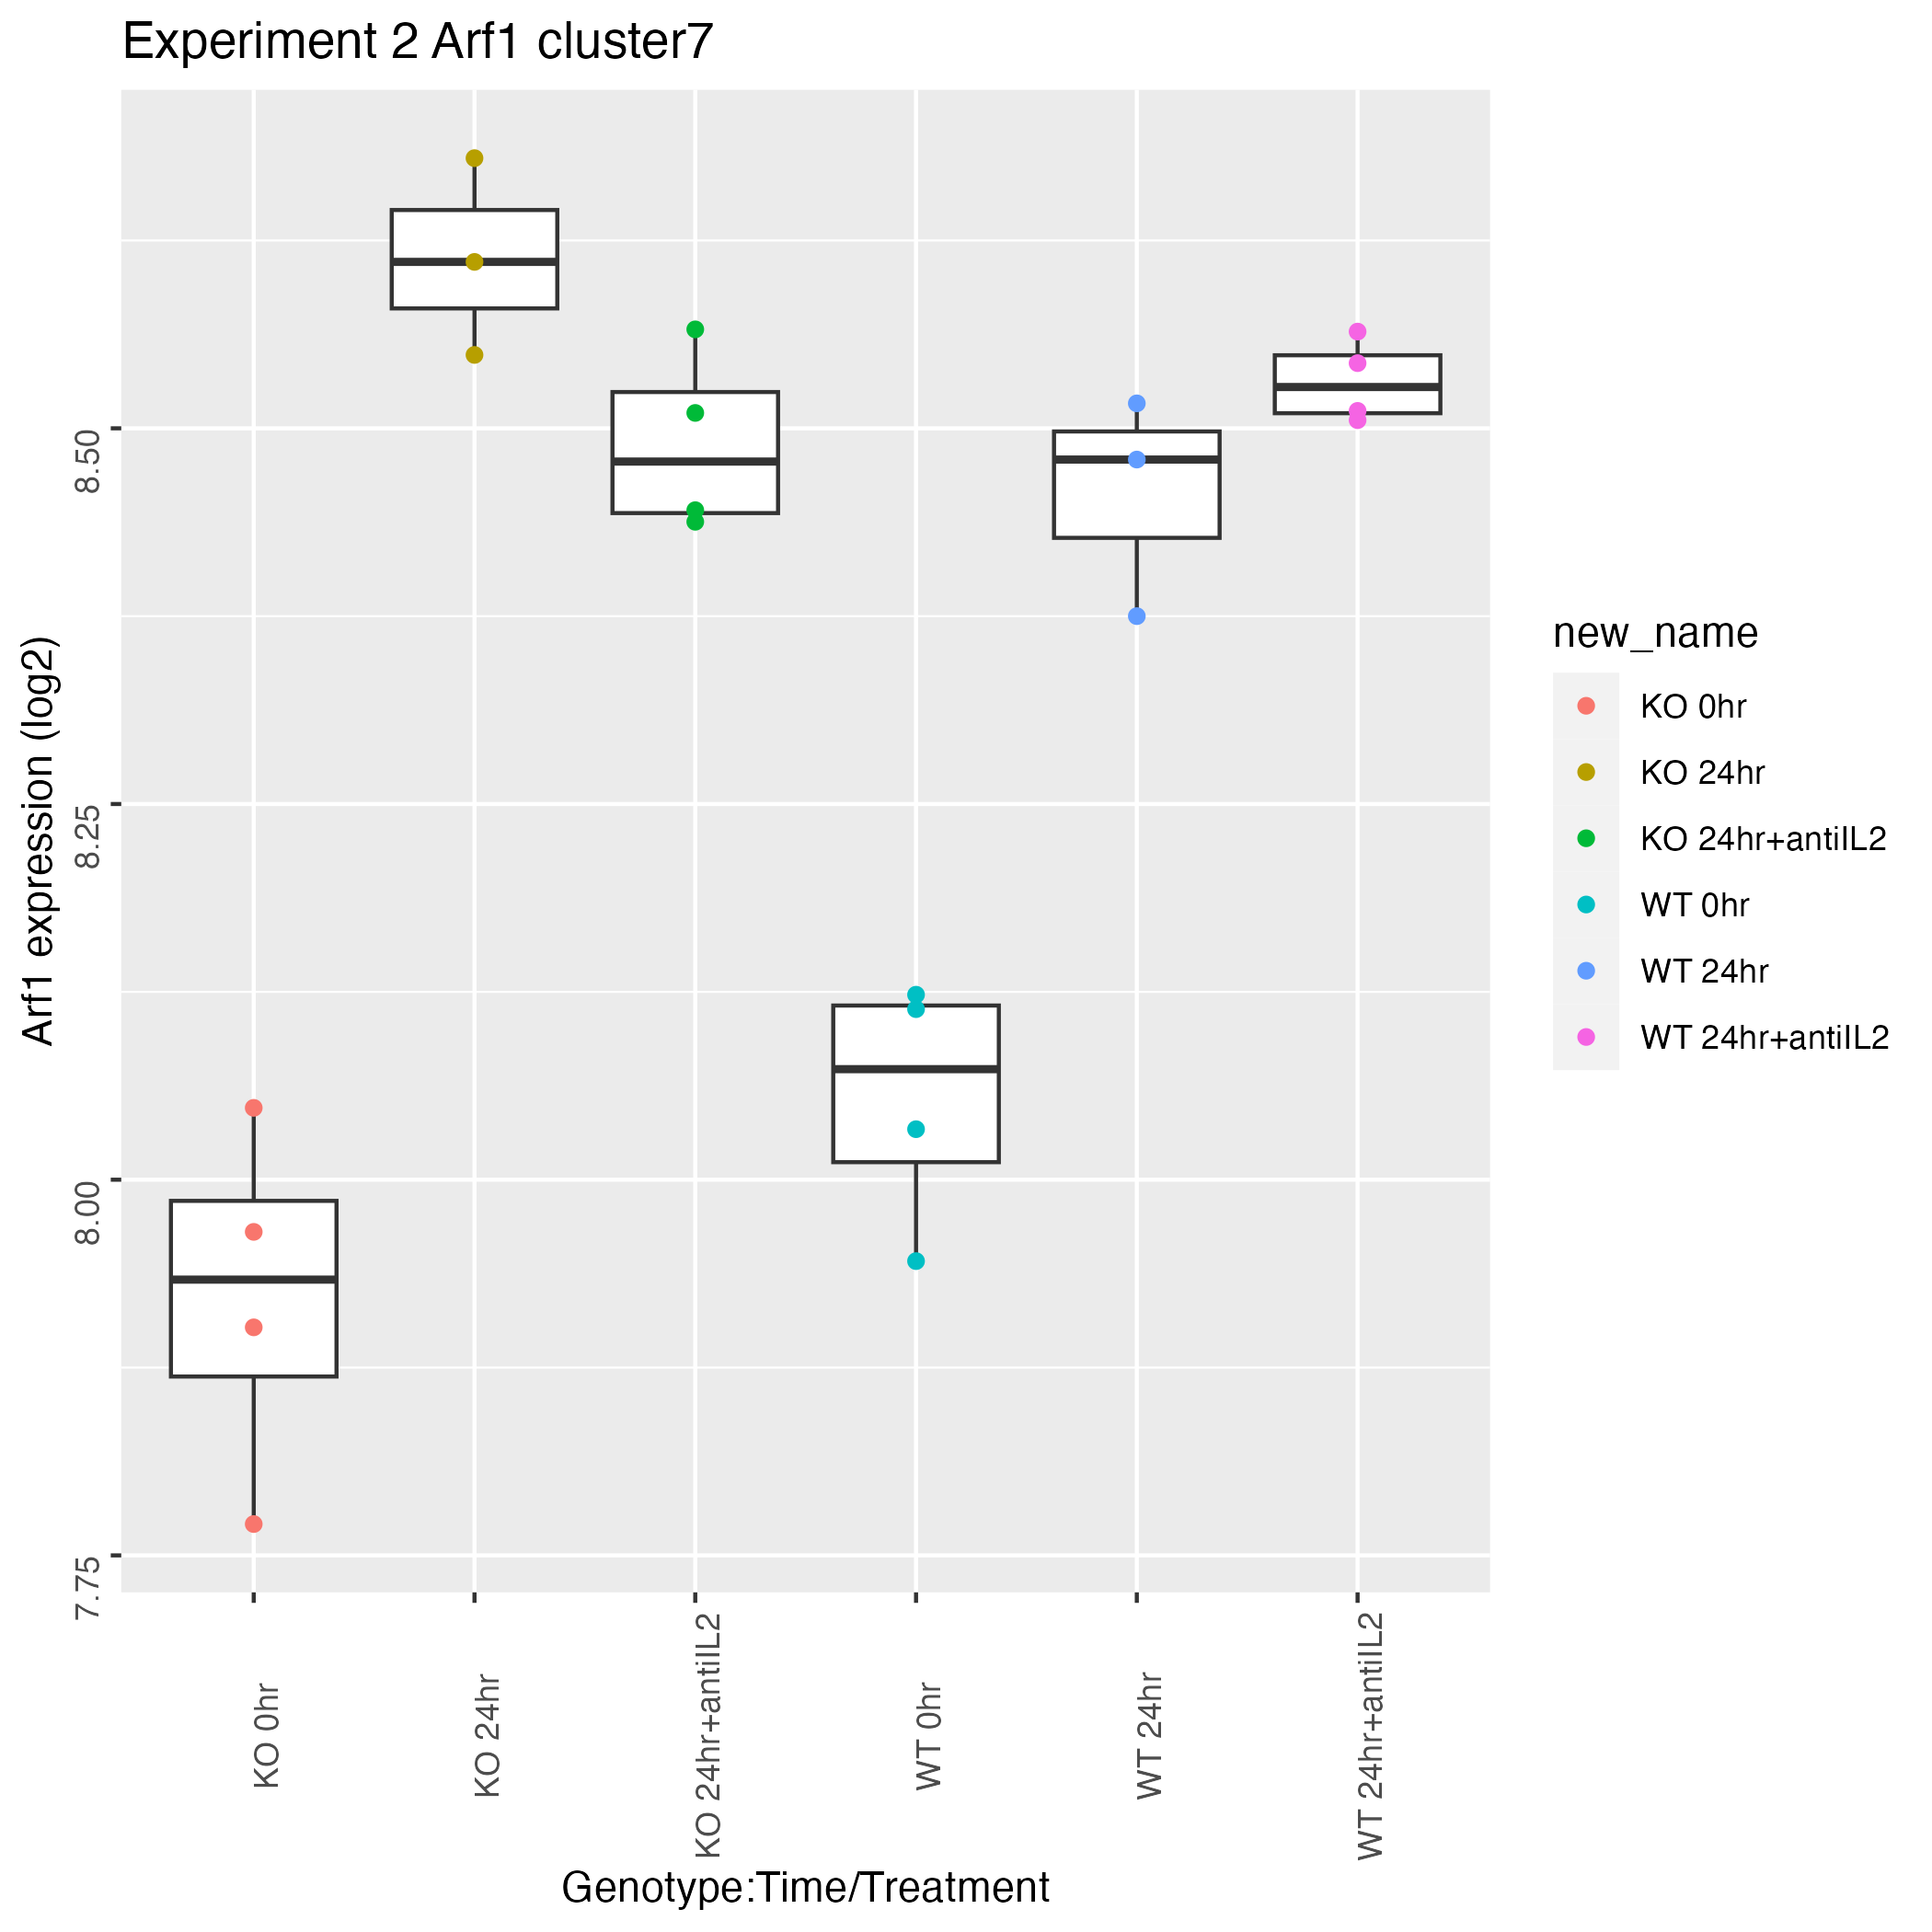 Experiment 2 Arf1 cluster7
Arf1 expression (log2)
8.50
8.25
8.00
7.75
KO 0hr
KO 24hr
KO 24hr+antiIL2
WT 0hr
WT 24hr
WT 24hr+antiIL2
Genotype:Time/Treatment
new_name
KO 0hr
KO 24hr
KO 24hr+antiIL2
WT 0hr
WT 24hr
WT 24hr+antiIL2